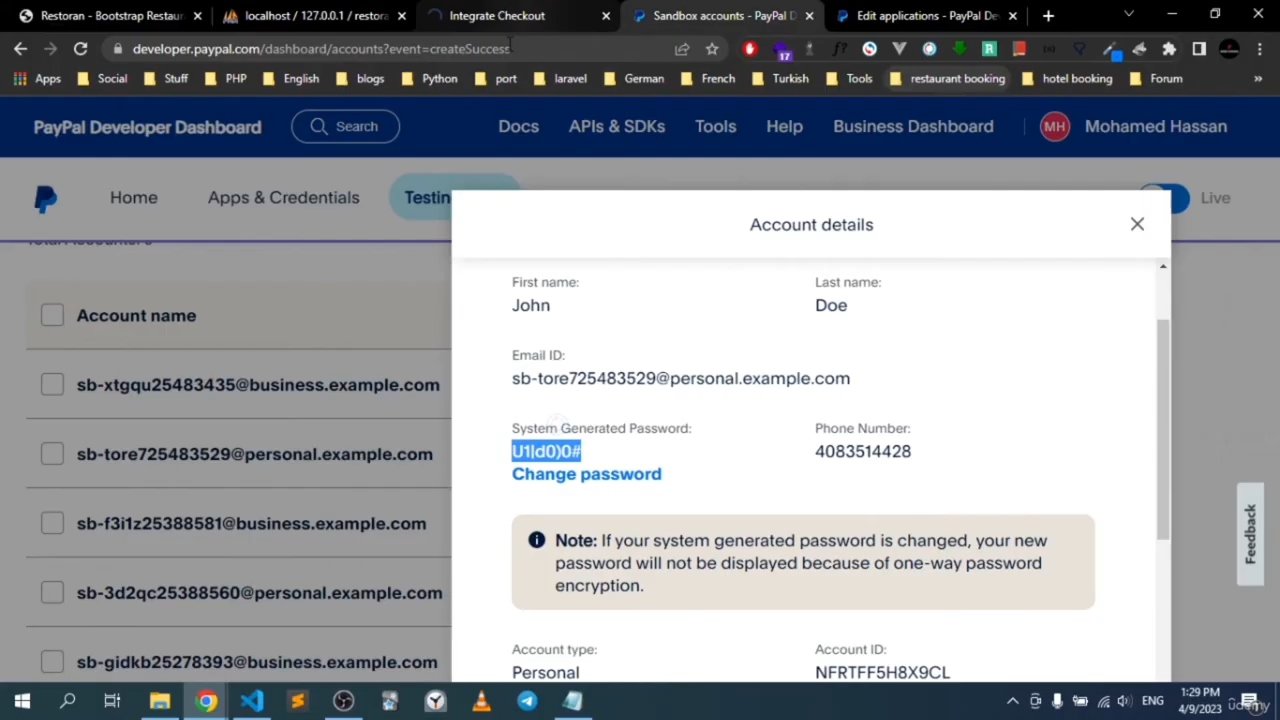 Restoran - Bootstrap Restaur
localhost / 127.0.0.1 / restora
Integrate Checkout
Sandbox accounts - PayPal D
Edit applications - PayPal De
developer.paypal.com/dashboard/accounts?event=createSuccess
17
Apps
Social
Stuff
PHP
English
blogs
Python
port
laravel
German
French
Turkish
Tools
restaurant booking
hotel booking
Forum
PayPal Developer Dashboard
Search
Docs
APIs & SDKs
Tools
Help
Business Dashboard
MH
Mohamed Hassan
Home
Apps & Credentials
Testin
Live
Account details
First name:
John
Last name:
Doe
Email ID:
sb-tore725483529@personal.example.com
System Generated Password:
U1|d0)0#
Change password
Phone Number:
4083514428
Note: If your system generated password is changed, your new
password will not be displayed because of one-way password
encryption.
Account type:
Personal
Account ID:
NFRTFF5H8X9CL
Account name
sb-xtgqu25483435@business.example.com
sb-tore725483529@personal.example.com
sb-f3i1z25388581@business.example.com
sb-3d2qc25388560@personal.example.com
sb-gidkb25278393@business.example.com
Feedback
ENG
1:29 PM
4/9/2023
udemy